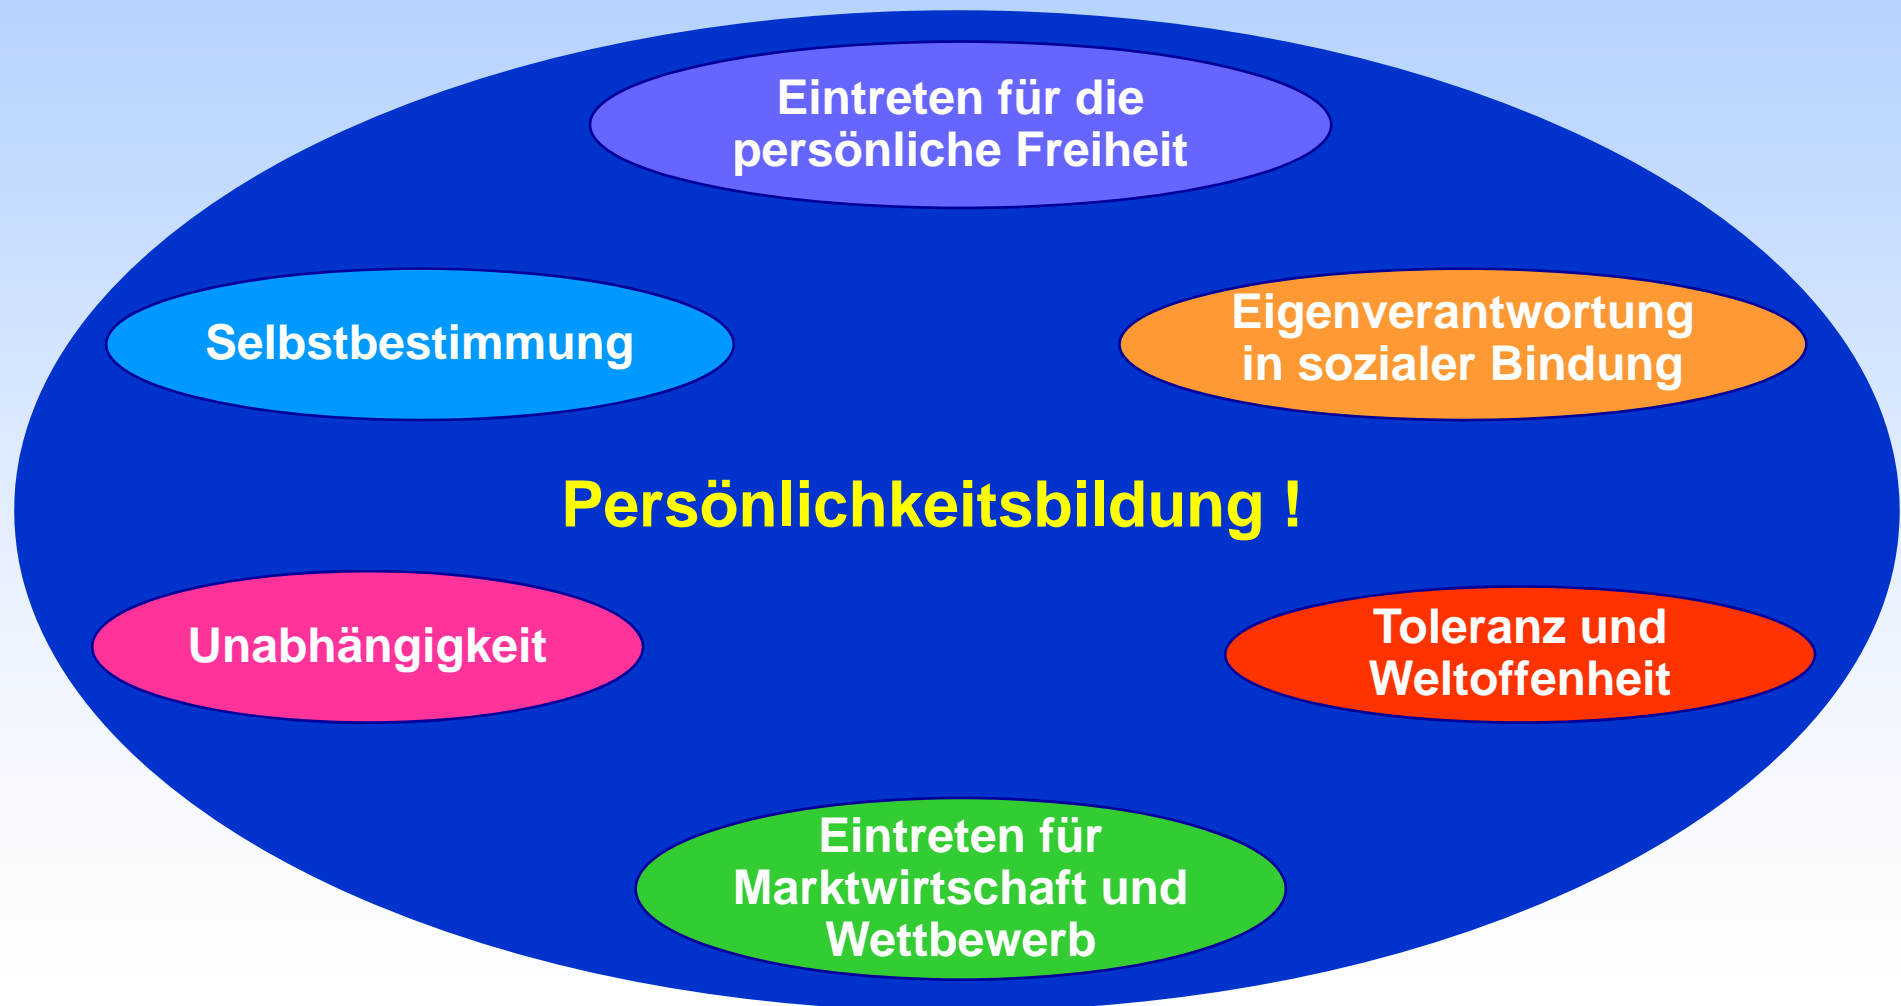 Eintreten für die
persönliche Freiheit
Selbstbestimmung
Eigenverantwortung
in sozialer Bindung
Persönlichkeitsbildung !
Unabhängigkeit
Toleranz und
Weltoffenheit
Eintreten für
Marktwirtschaft und
Wettbewerb